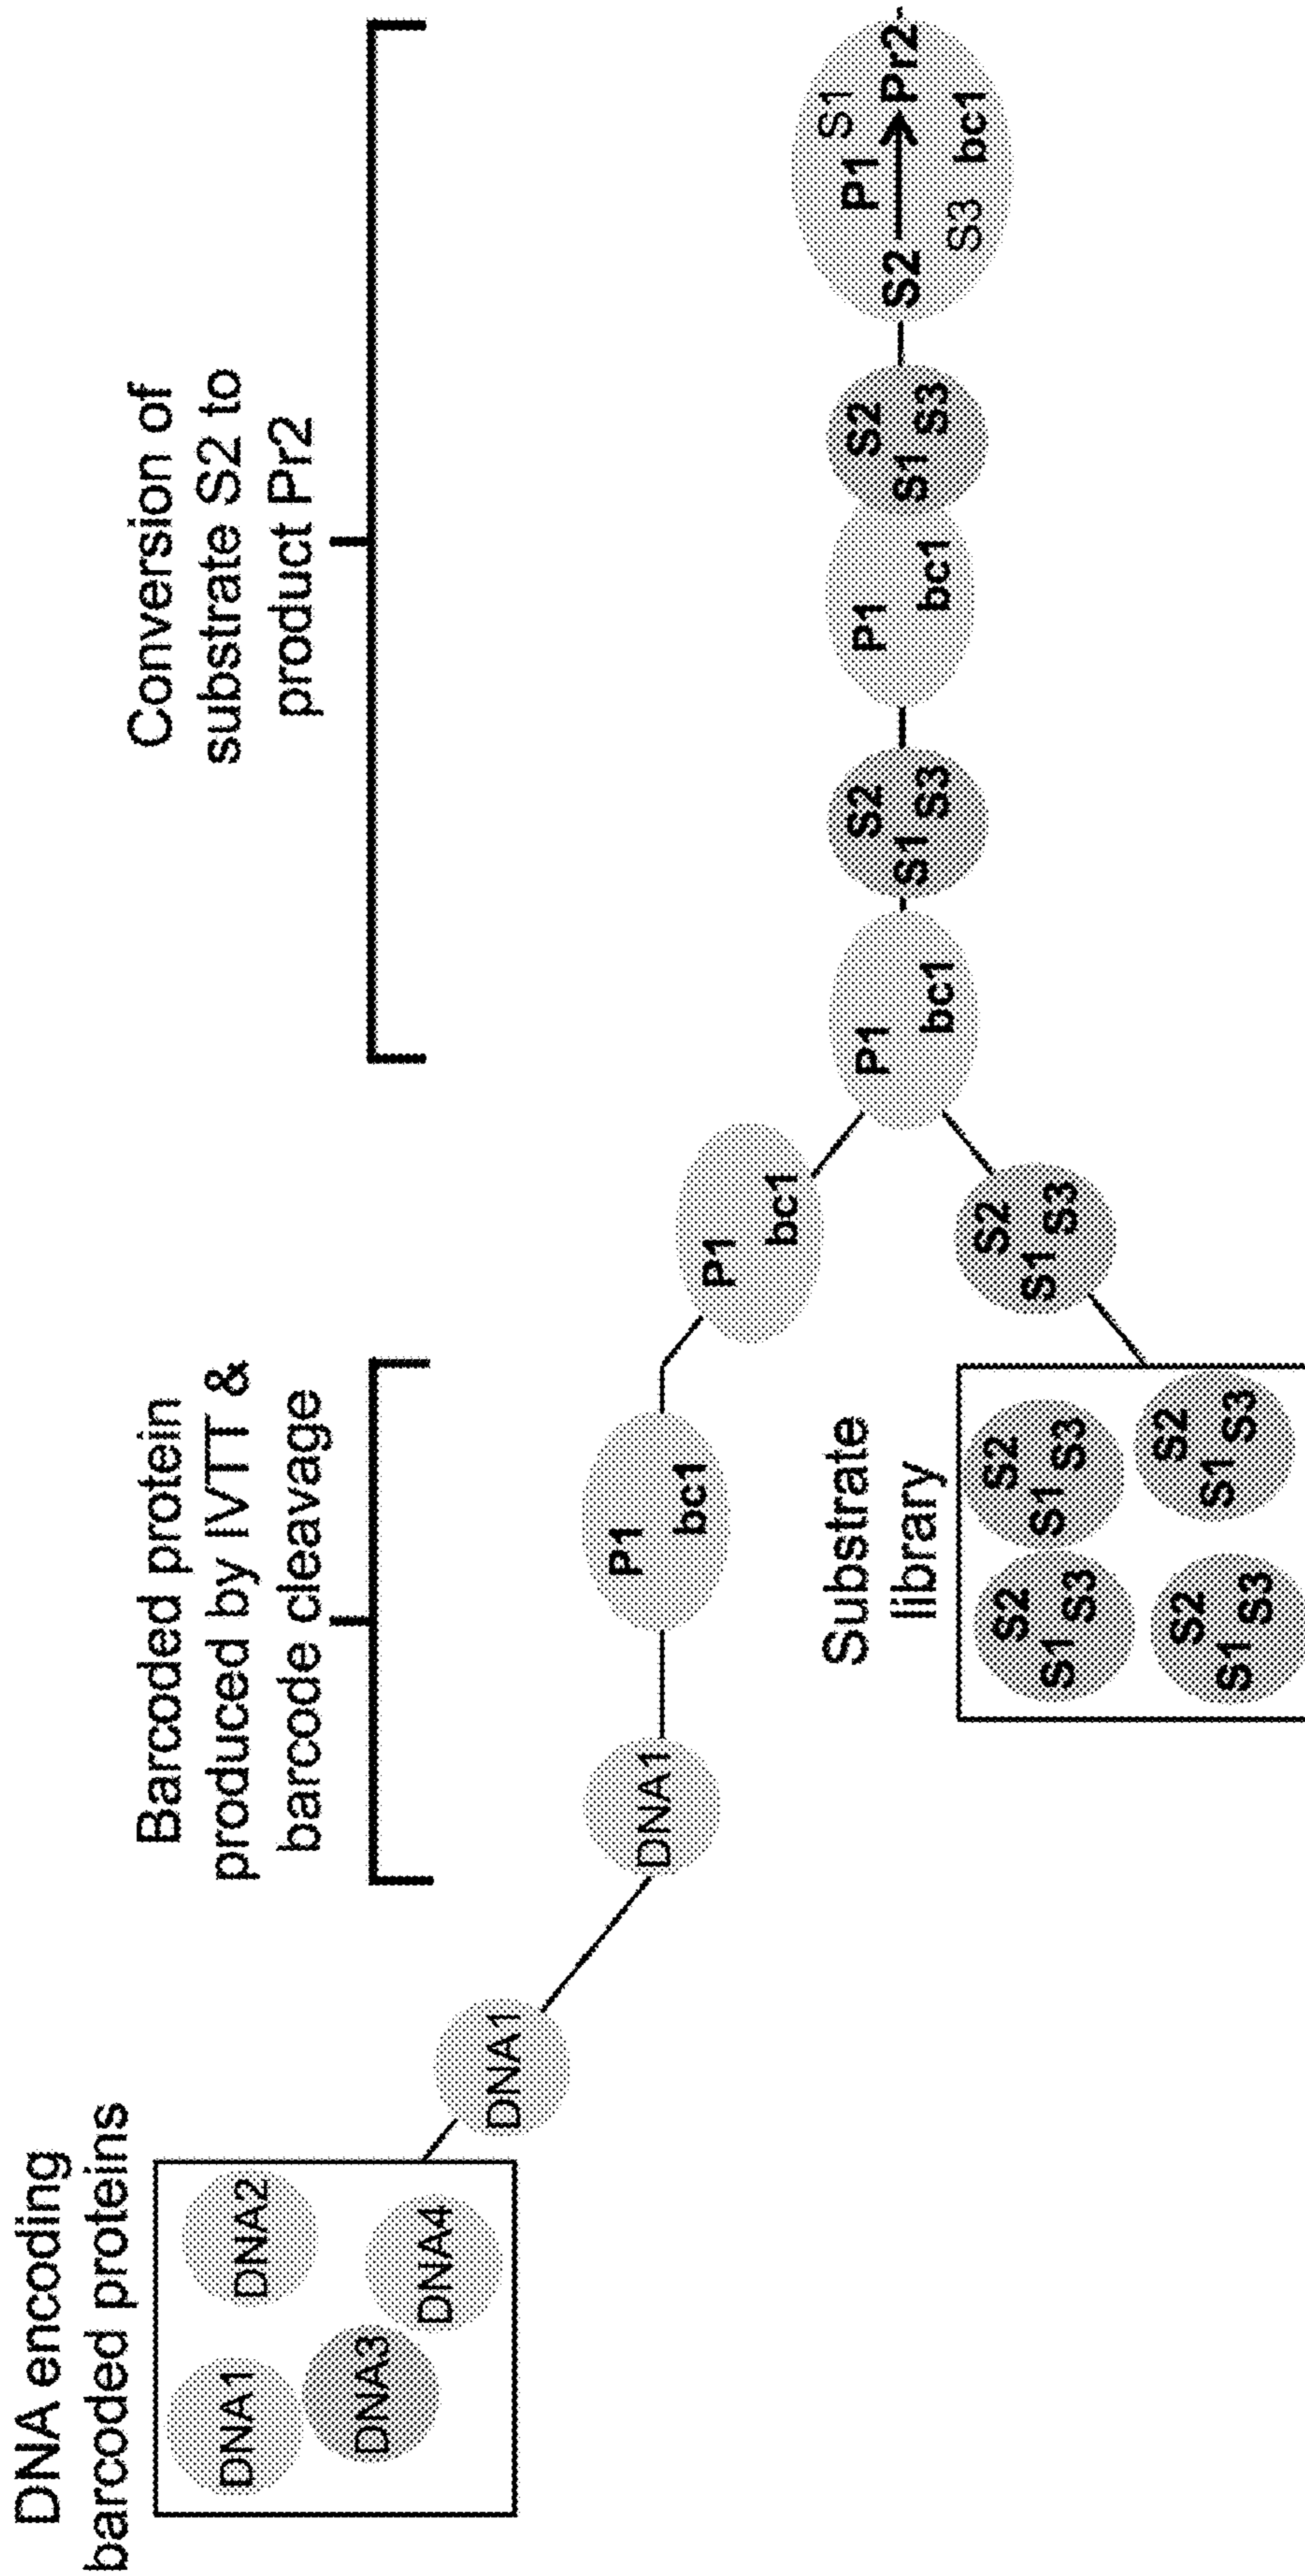 DNA encoding
barcoded proteins
DNA1
DNA2
DNA3
DNA4
DNA1
Barcoded protein
produced by IVTT &
barcode cleavage
DNA1
P1
bc1
P1
bc1
Substrate
library
S2
S1 S3
S2
S1 S3
S2
S1 S3
S2
S1 S3
S2
S1 S3
Conversion of
substrate S2 to
product Pr2
P1
bc1
S2
S1 S3
P1
bc1
S2
S1 S3
P1 S1
S2 Pr2
S3 bc1